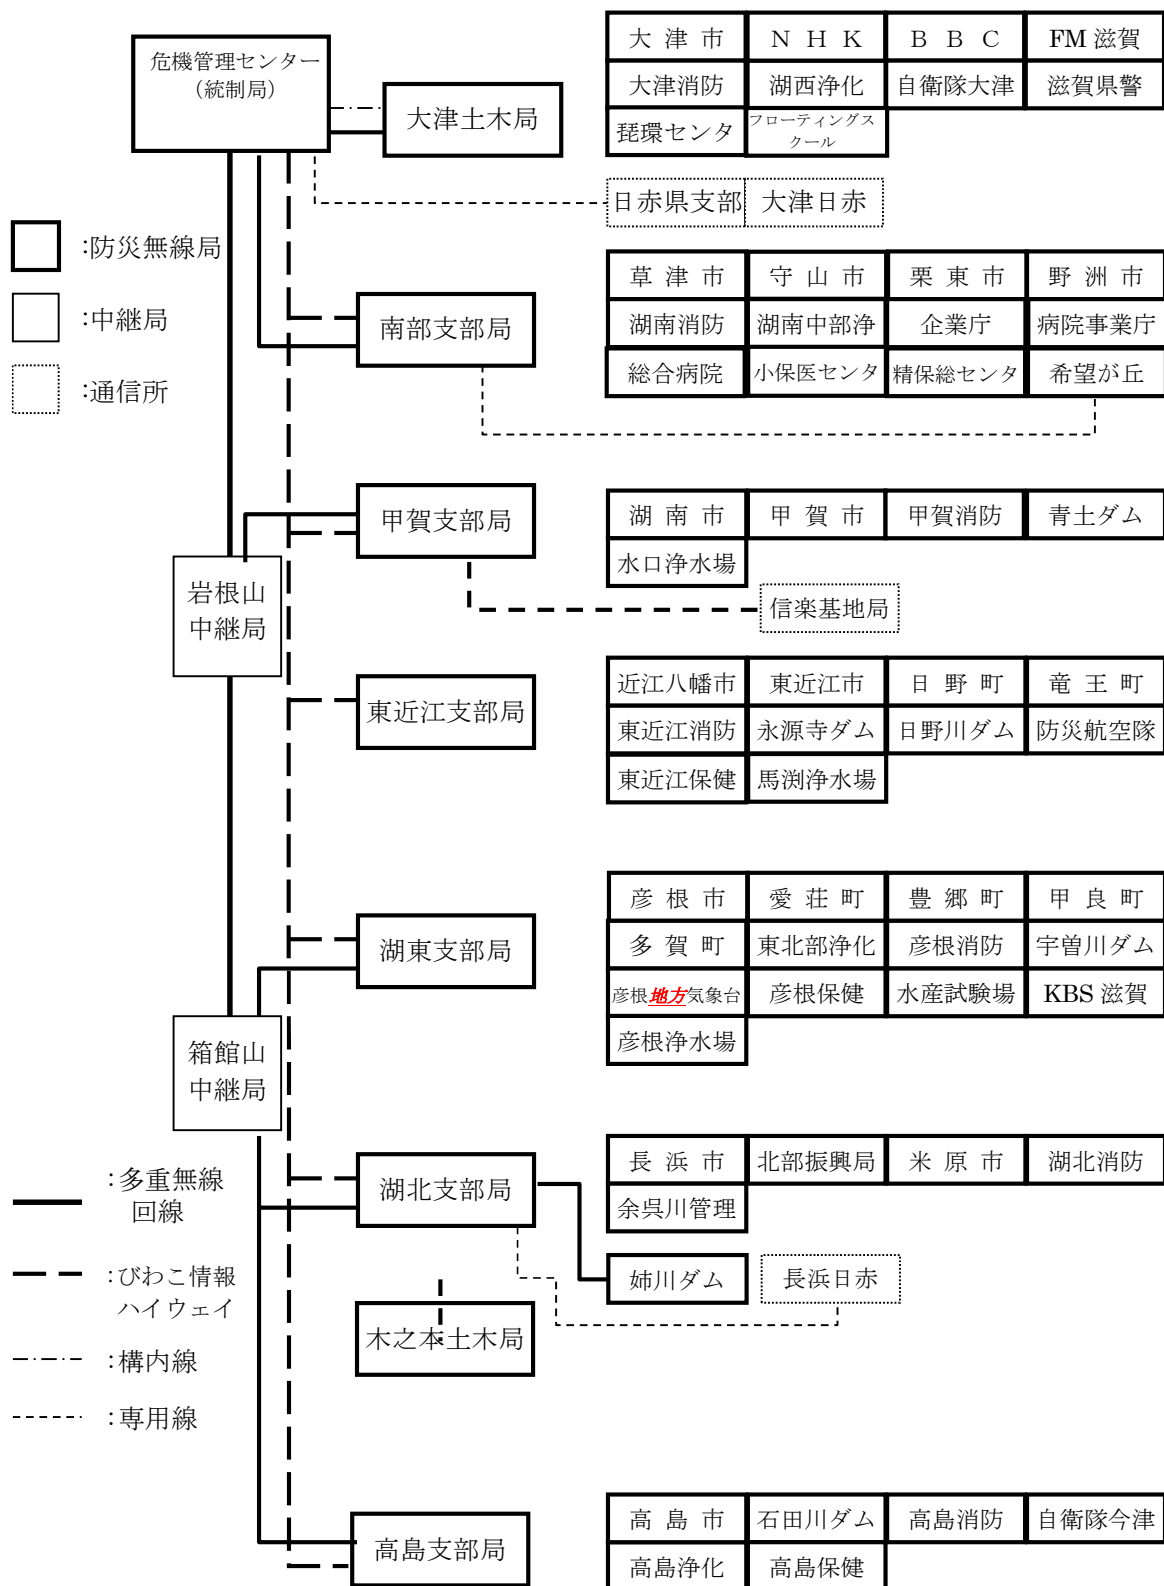 危機管理センター
（統制局）
大津土木局
大津市 NHK BBC FM滋賀
大津消防 湖西浄化 自衛隊大津 滋賀県警
琵環センタ フローティングス
クール
日赤県支部 大津日赤
:防災無線局
:中継局
:通信所
南部支部局
草津市 守山市 栗東市 野洲市
湖南消防 湖南中部浄 企業庁 病院事業庁
総合病院 小保医センタ 精保総センタ 希望が丘
甲賀支部局
湖南市 甲賀市 甲賀消防 青土ダム
水口浄水場
信楽基地局
岩根山
中継局
東近江支部局
近江八幡市 東近江市 日野町 竜王町
東近江消防 永源寺ダム 日野川ダム 防災航空隊
東近江保健 馬渕浄水場
湖東支部局
彦根市 愛荘町 豊郷町 甲良町
多賀町 東北部浄化 彦根消防 宇曽川ダム
彦根地方気象台 彦根保健 水産試験場 KBS滋賀
彦根浄水場
箱館山
中継局
湖北支部局
長浜市 北部振興局 米原市 湖北消防
余呉川管理
姉川ダム 長浜日赤
木之本土木局
:多重無線
回線
:びわこ情報
ハイウェイ
:構内線
:専用線
高島支部局
高島市 石田川ダム 高島消防 自衛隊今津
高島浄化 高島保健